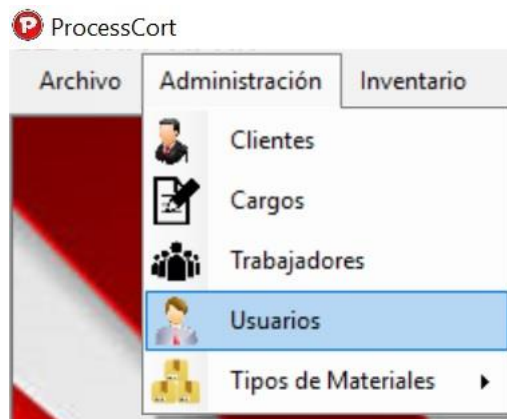 ProcessCort
Archivo Administración Inventario
Clientes
Cargos
Trabajadores
Usuarios
Tipos de Materiales